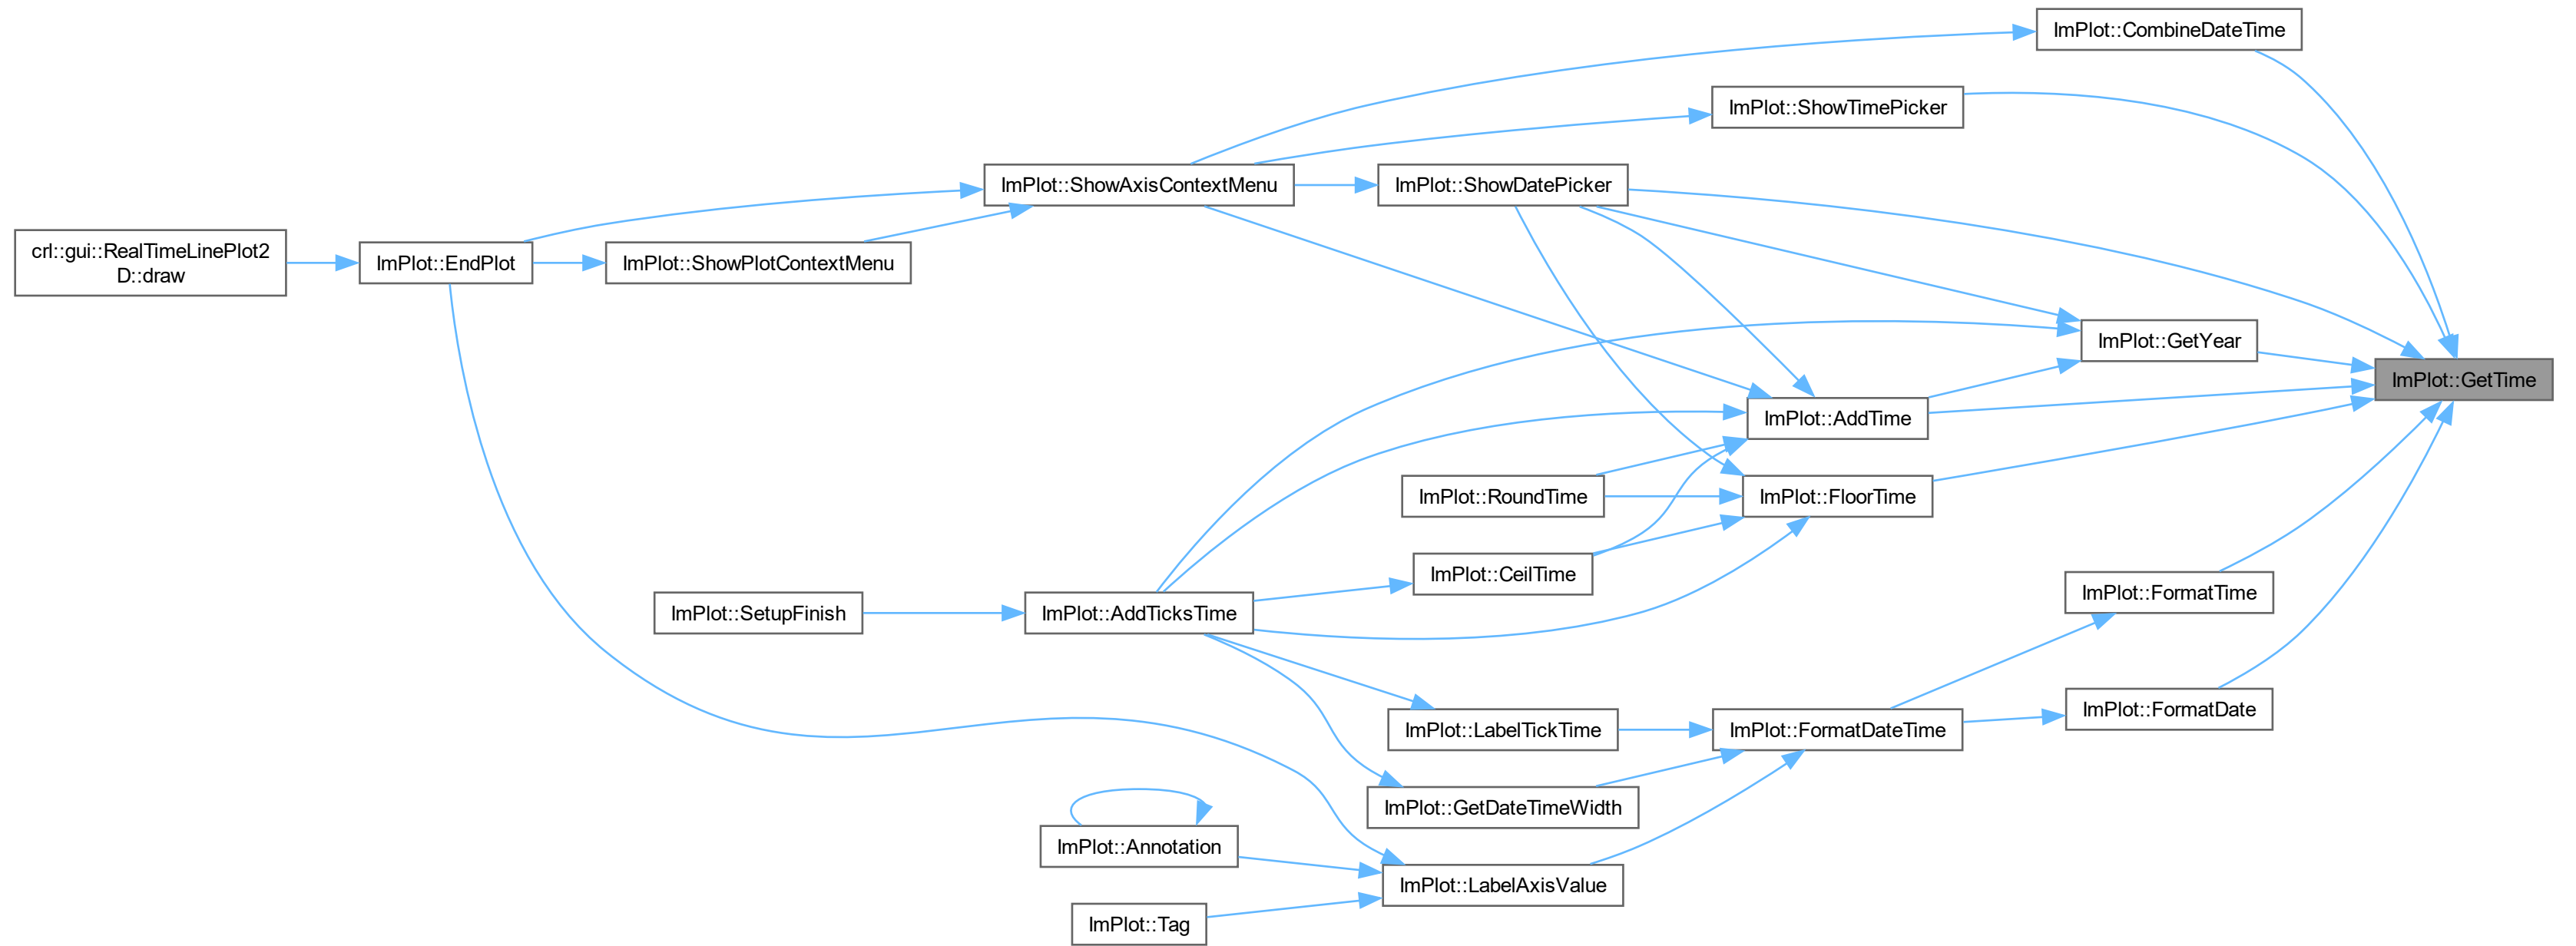 ImPlot::CombineDateTime
ImPlot::ShowTimePicker
ImPlot::ShowAxisContextMenu
ImPlot::ShowDatePicker
crl::gui::RealTimeLinePlot2
D::draw
ImPlot::EndPlot
ImPlot::ShowPlotContextMenu
ImPlot::GetYear
ImPlot::GetTime
ImPlot::AddTime
ImPlot::RoundTime
ImPlot::FloorTime
ImPlot::CeilTime
ImPlot::FormatTime
ImPlot::SetupFinish
ImPlot::AddTicksTime
ImPlot::FormatDate
ImPlot::LabelTickTime
ImPlot::FormatDateTime
ImPlot::GetDateTimeWidth
ImPlot::Annotation
ImPlot::LabelAxisValue
ImPlot::Tag